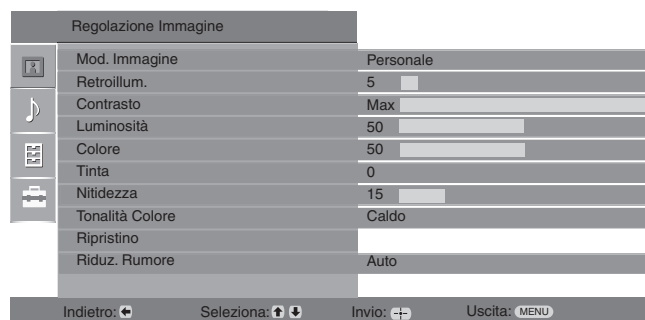 Regolazione Immagine
Mod. Immagine Personale
Retroillum. 5
Contrasto Max
Luminosità 50
Colore 50
Tinta 0
Nitidezza 15
Tonalità Colore Caldo
Ripristino
Riduz. Rumore Auto
Indietro: Seleziona: Invio: Uscita: MENU